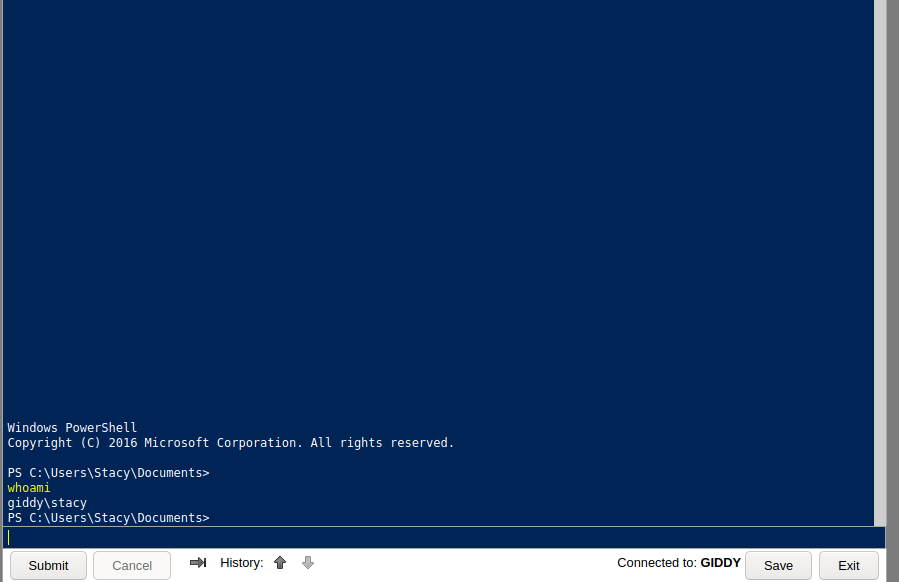 Windows PowerShell
Copyright (C) 2016 Microsoft Corporation. All rights reserved.
PS C:\Users\Stacy\Documents>
whoami
giddy\stacy
PS C:\Users\Stacy\Documents>
Submit Cancel History: Connected to: GIDDY Save Exit